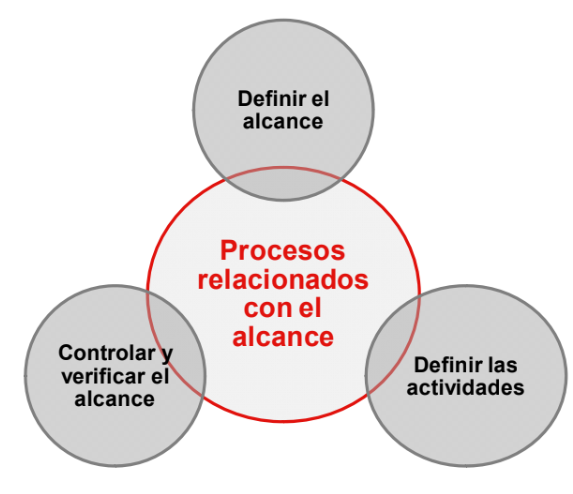 Definir el
alcance
Procesos
relacionados
con el
alcance
Controlar y
verificar el
alcance
Definir las
actividades